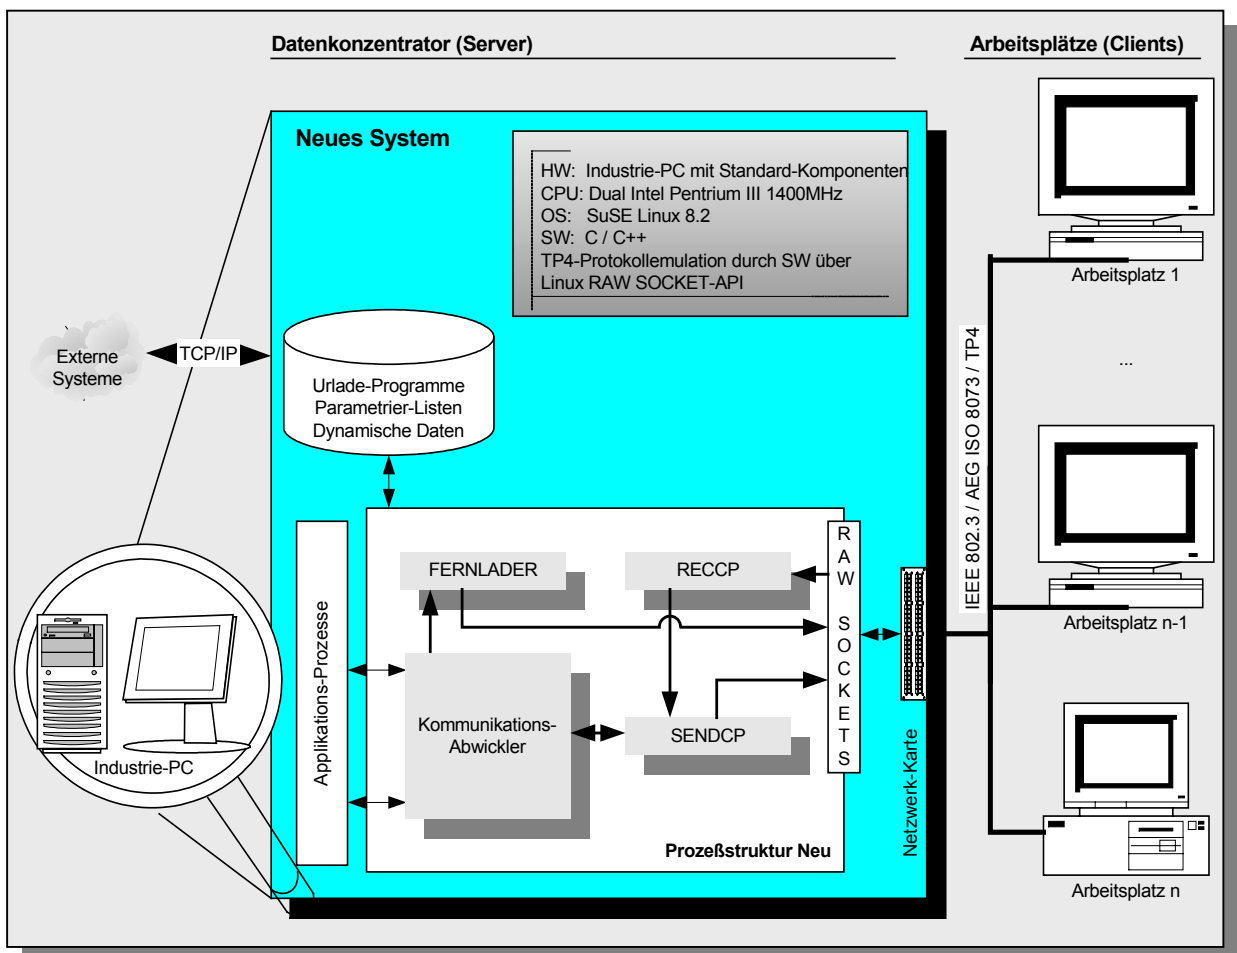 Datenkonzentrator (Server)
Arbeitsplätze (Clients)
Neues System
HW: Industrie-PC mit Standard-Komponenten
CPU: Dual Intel Pentrium III 1400MHz
OS: SuSE Linux 8.2
SW: C / C++
TP4-Protokollemulation durch SW über
Linux RAW SOCKET-API
Arbeitsplatz 1
Externe
Systeme
TCP/IP
Urlade-Programme
Parametrier-Listen
Dynamische Daten
IEEE 802.3 / AEG ISO 8073 / TP4
...
Applikations-Prozesse
FERNLADER
RECCP
RAW SOCKETS
Kommunikations-
Abwickler
SENDCP
Netzwerk-Karte
Arbeitsplatz n-1
Industrie-PC
Prozeßstruktur Neu
Arbeitsplatz n